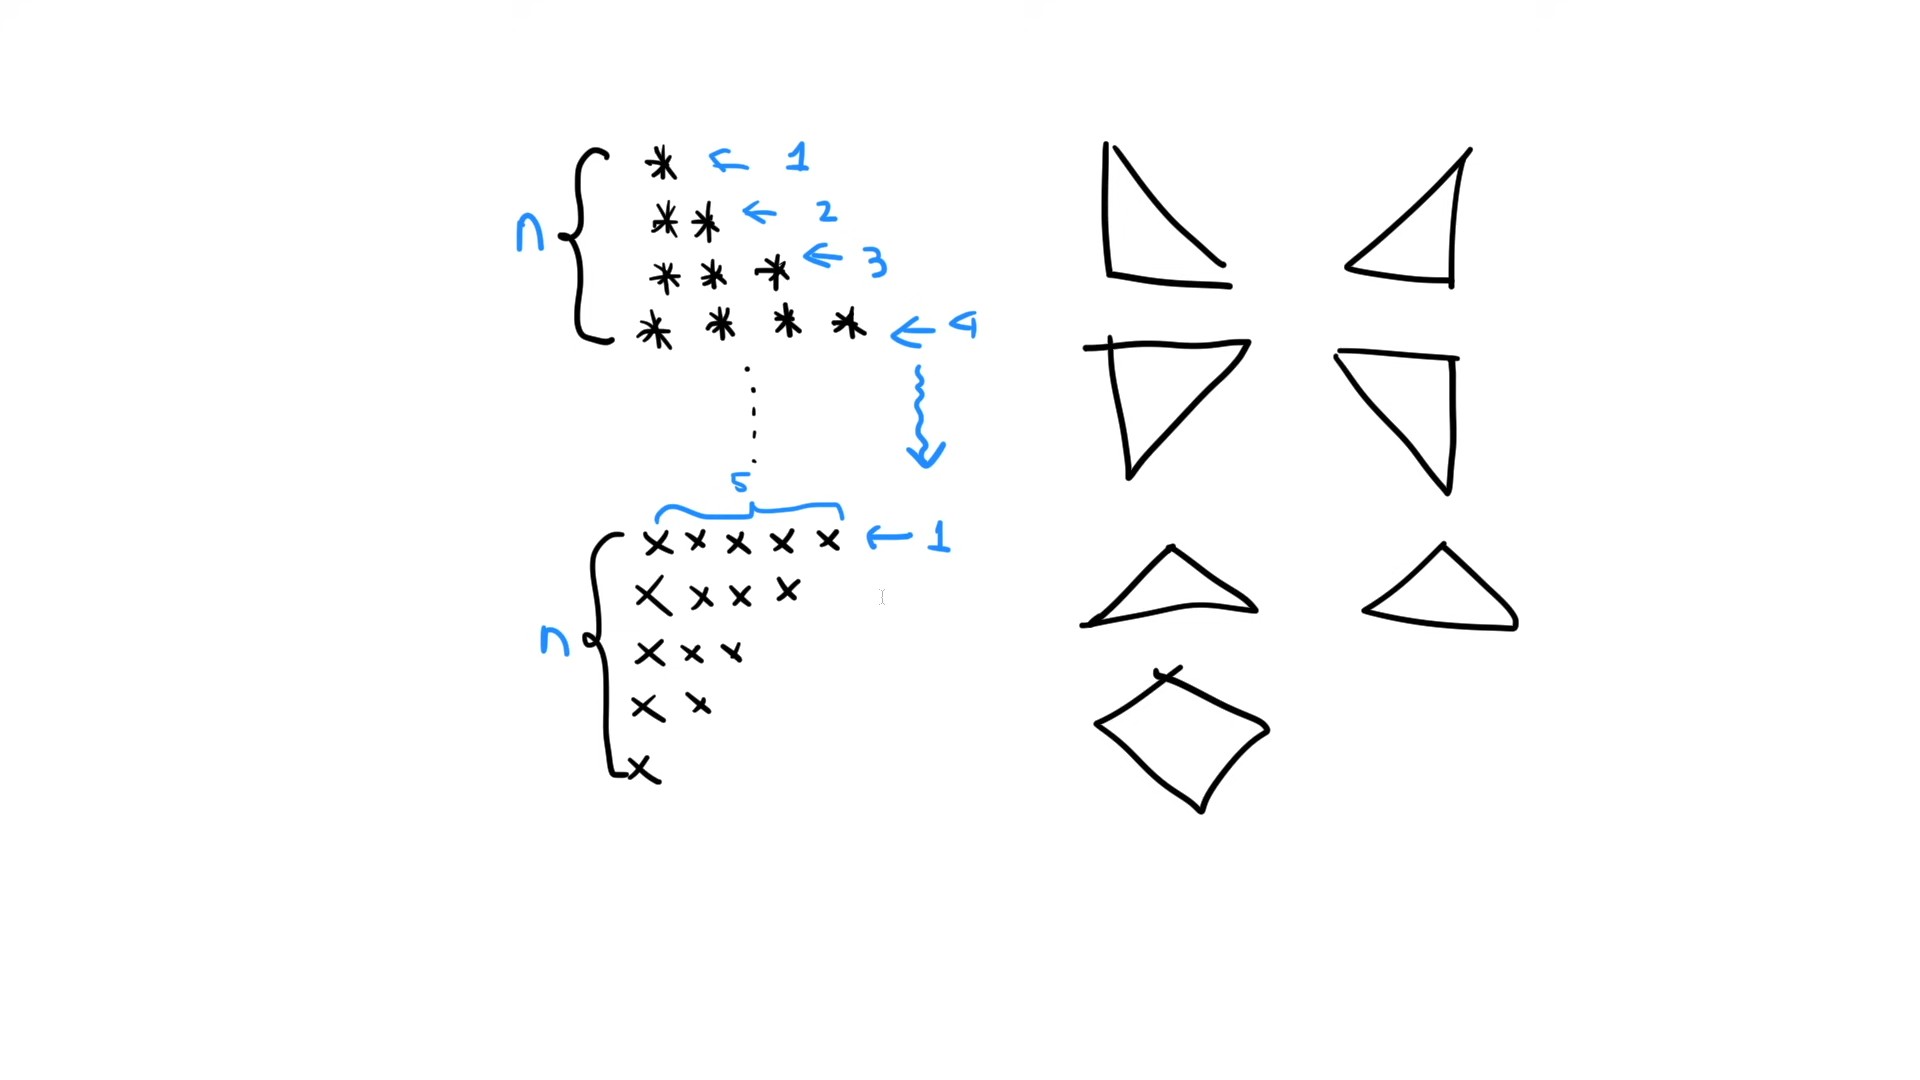 * ← 1
n
* * ← 2
* * * ← 3
* * * * ← 4
5
x x x x x ← 1
x x x x
n
x x x
x x
x